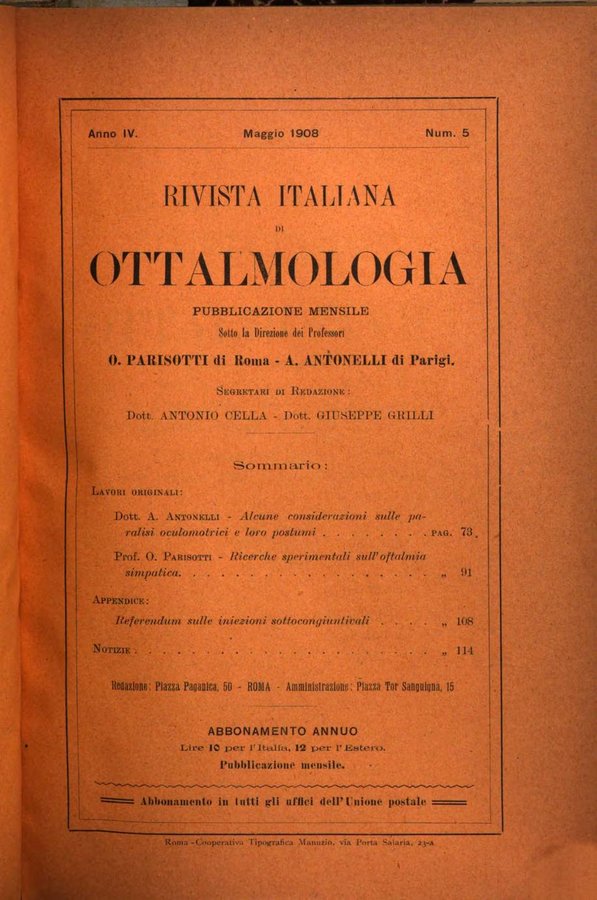 Anno IV. Maggio 1908 Num. 5
RIVISTA ITALIANA
DI
OTTALMOLOGIA
PUBBLICAZIONE MENSILE
Sotto la Direzione dei Professori
O. PARISOTTI di Roma - A. ANTONELLI di Parigi.
SEGRETARI DI REDAZIONE:
Dott. ANTONIO CELLA - Dott. GIUSEPPE GRILLI
Sommario:
LAVORI ORIGINALI:
DOTT. A. ANTONELLI - Alcune considerazioni sulle pa-
ralisi oculomotrici e loro postumi . . . . . . . . PAG. 73
PROF. O. PARISOTTI - Ricerche sperimentali sull'oftalmia
simpatica. . . . . . . . . . . . . . . . . . „ 91
APPENDICE:
Referendum sulle iniezioni sottocongiuntivali . . . . „ 108
NOTIZIE . . . . . . . . . . . . . . . . . . . „ 114
Redazione: Piazza Paganica, 50 - ROMA - Amministrazione: Piazza Tor Sanguigna, 15
ABBONAMENTO ANNUO
Lire 10 per l'Italia, 12 per l'Estero.
Pubblicazione mensile.
Abbonamento in tutti gli uffici dell'Unione postale
Roma - Cooperativa Tipografica Manuzio, via Porta Salaria, 23-A